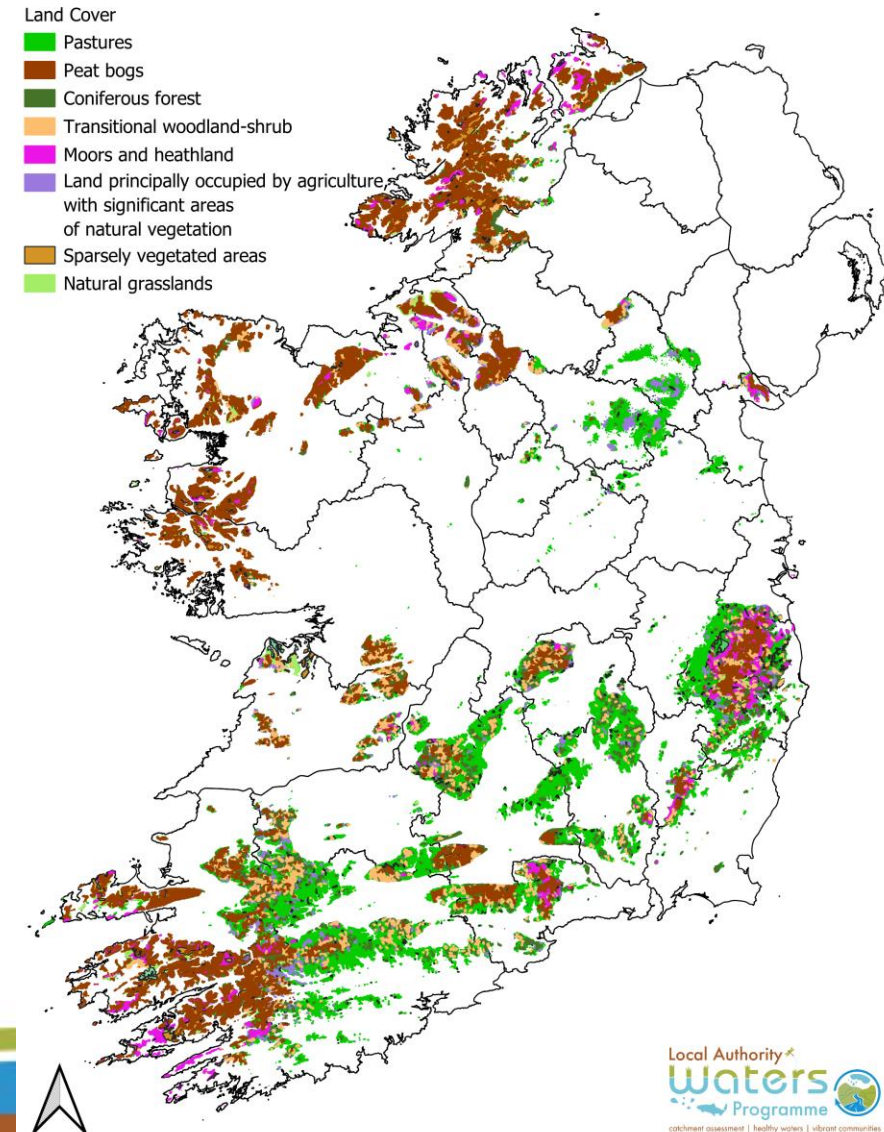 Land Cover
Pastures
Peat bogs
Coniferous forest
Transitional woodland-shrub
Moors and heathland
Land principally occupied by agriculture
with significant areas
of natural vegetation
Sparsely vegetated areas
Natural grasslands
Local Authority
waters
Programme
catchment assessment | healthy waters | vibrant communities